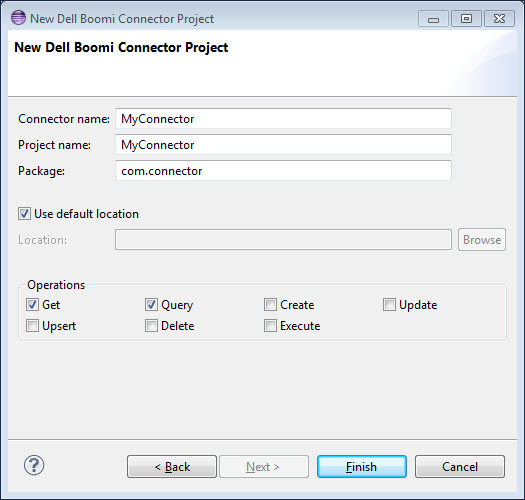 New Dell Boomi Connector Project
New Dell Boomi Connector Project
Connector name: MyConnector
Project name: MyConnector
Package: com.connector
Use default location
Location: Browse
Operations
Get Query Create Update
Upsert Delete Execute
? < Back Next > Finish Cancel